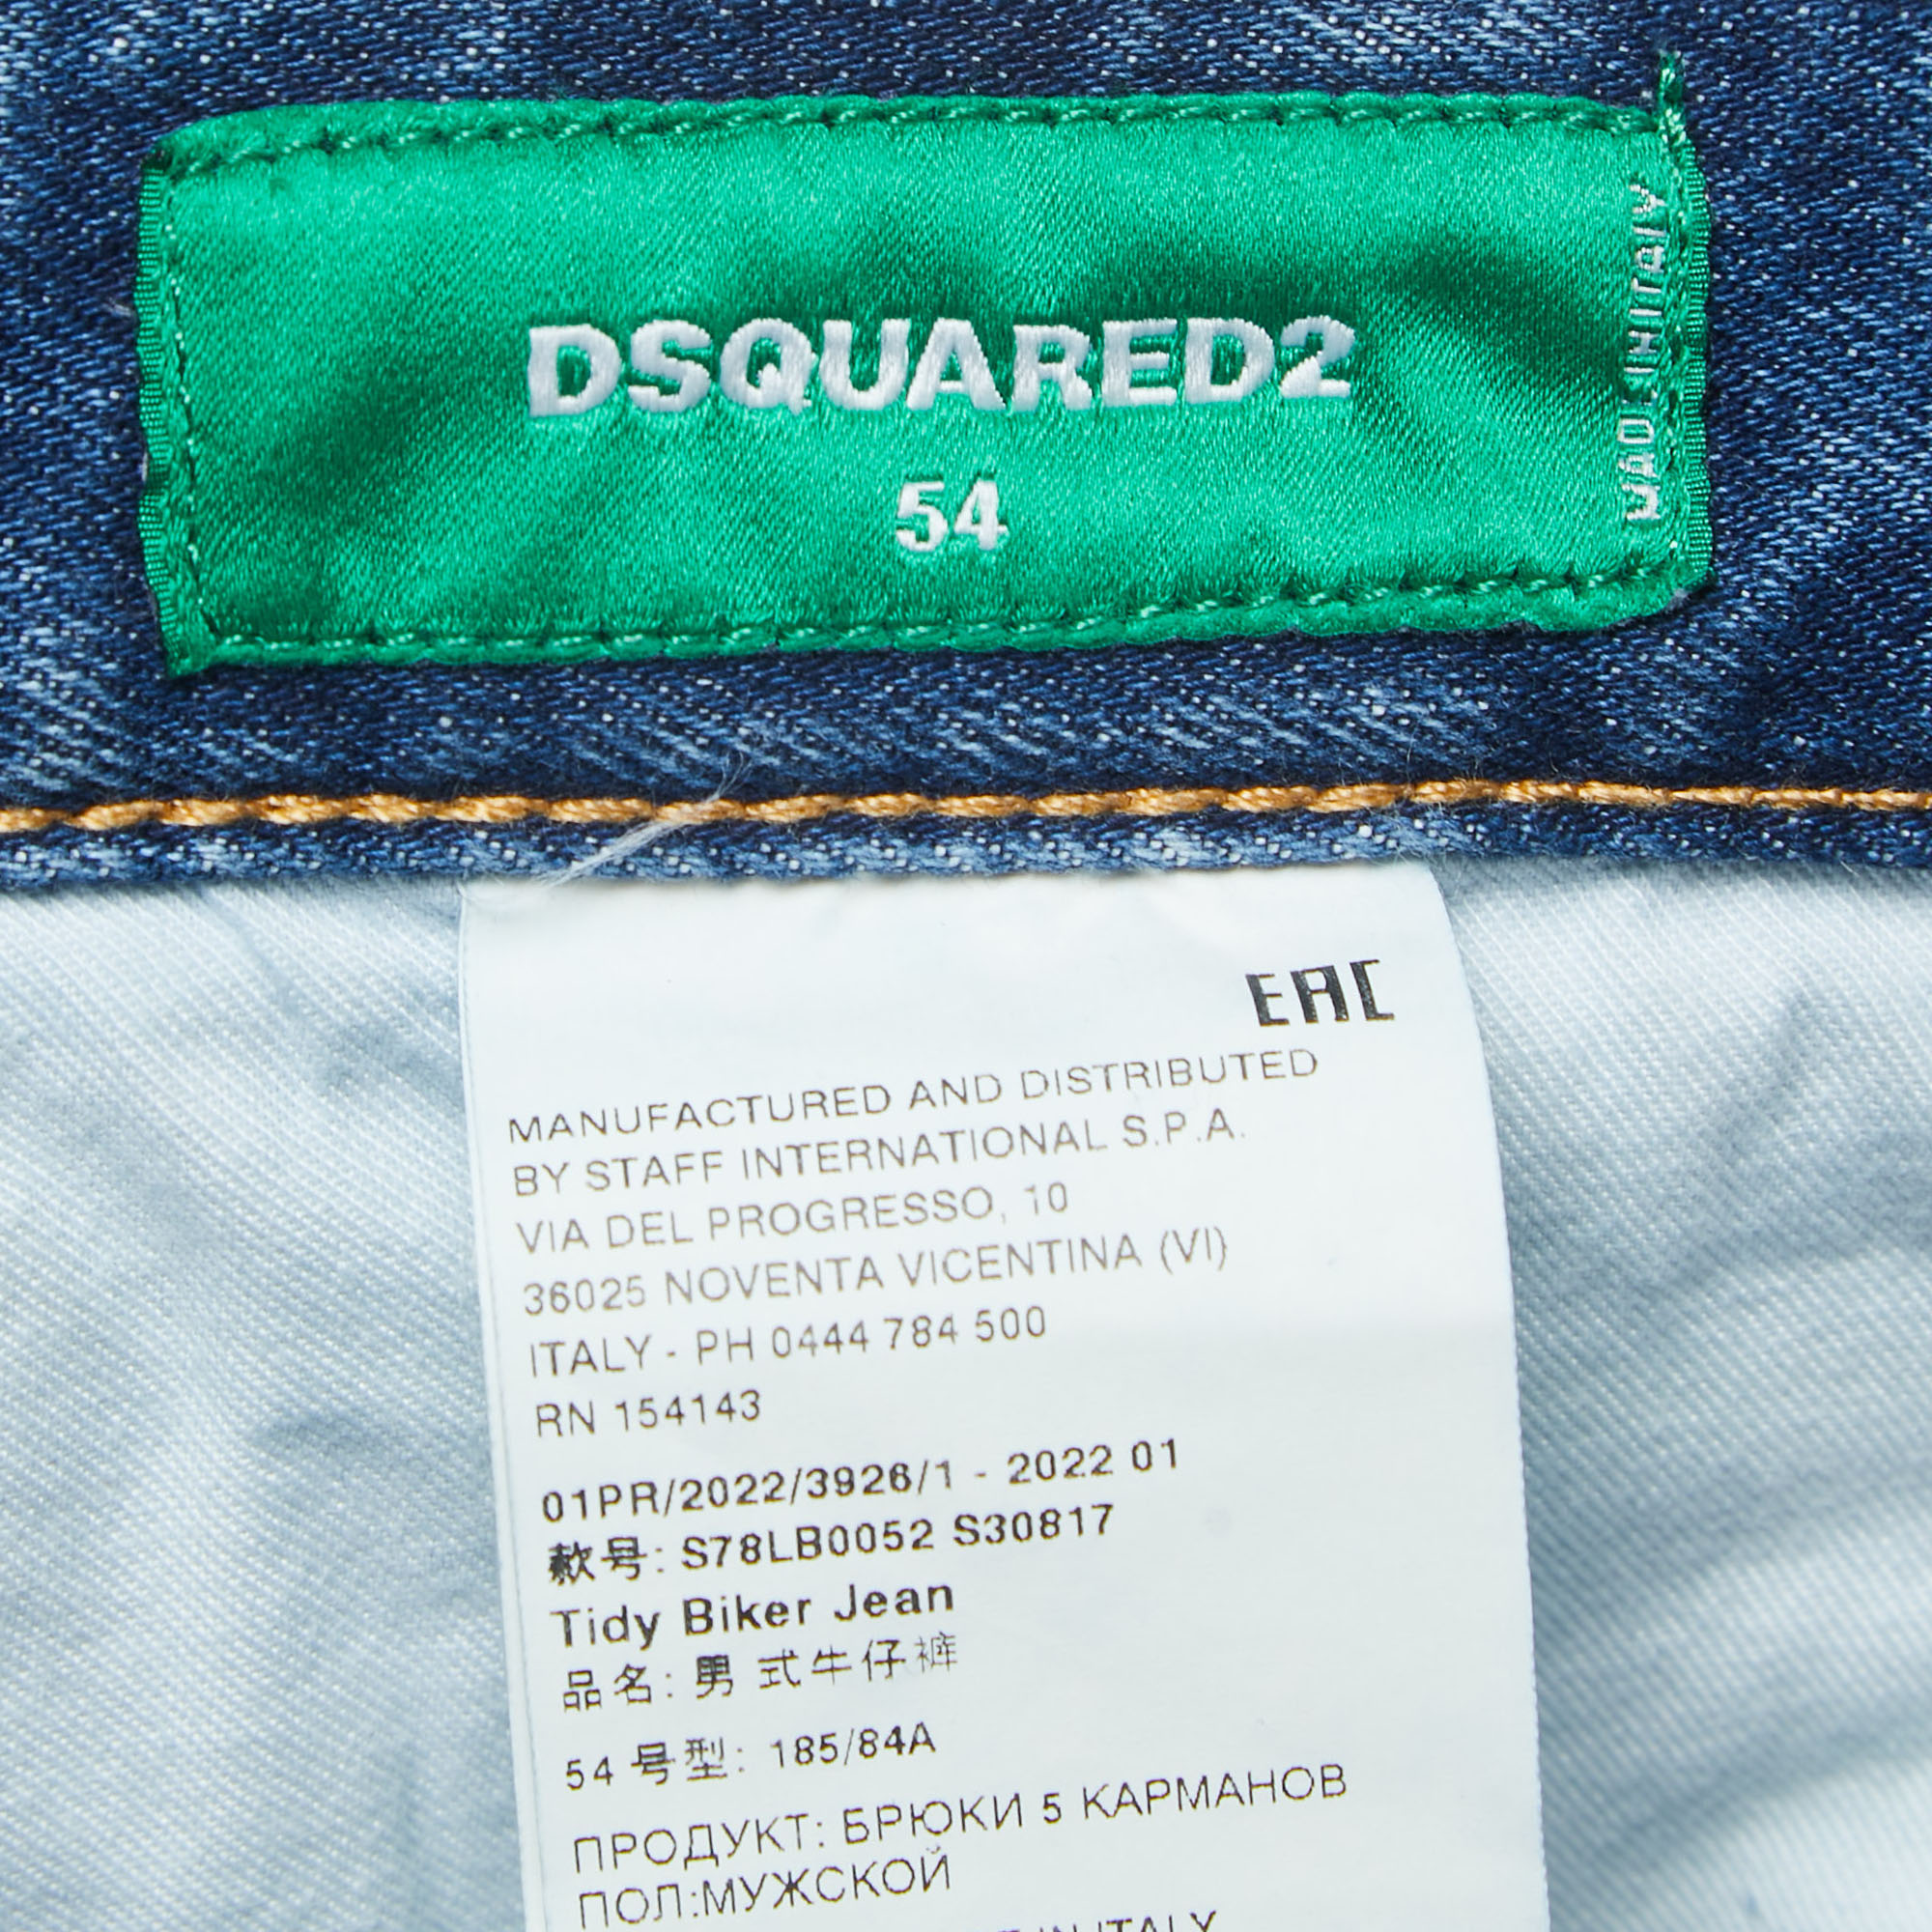 DSQUARED2
54
MADE IN ITALY
EAC
MANUFACTURED AND DISTRIBUTED
BY STAFF INTERNATIONAL S.P.A.
VIA DEL PROGRESSO, 10
36025 NOVENTA VICENTINA (VI)
ITALY - PH 0444 784 500
RN 154143
01PR/2022/3926/1 - 2022 01
款号: S78LB0052 S30817
Tidy Biker Jean
品名: 男 式牛仔裤
54 号型: 185/84A
ПРОДУКТ: БРЮКИ 5 КАРМАНОВ
ПОЛ:МУЖСКОЙ
IN ITALY